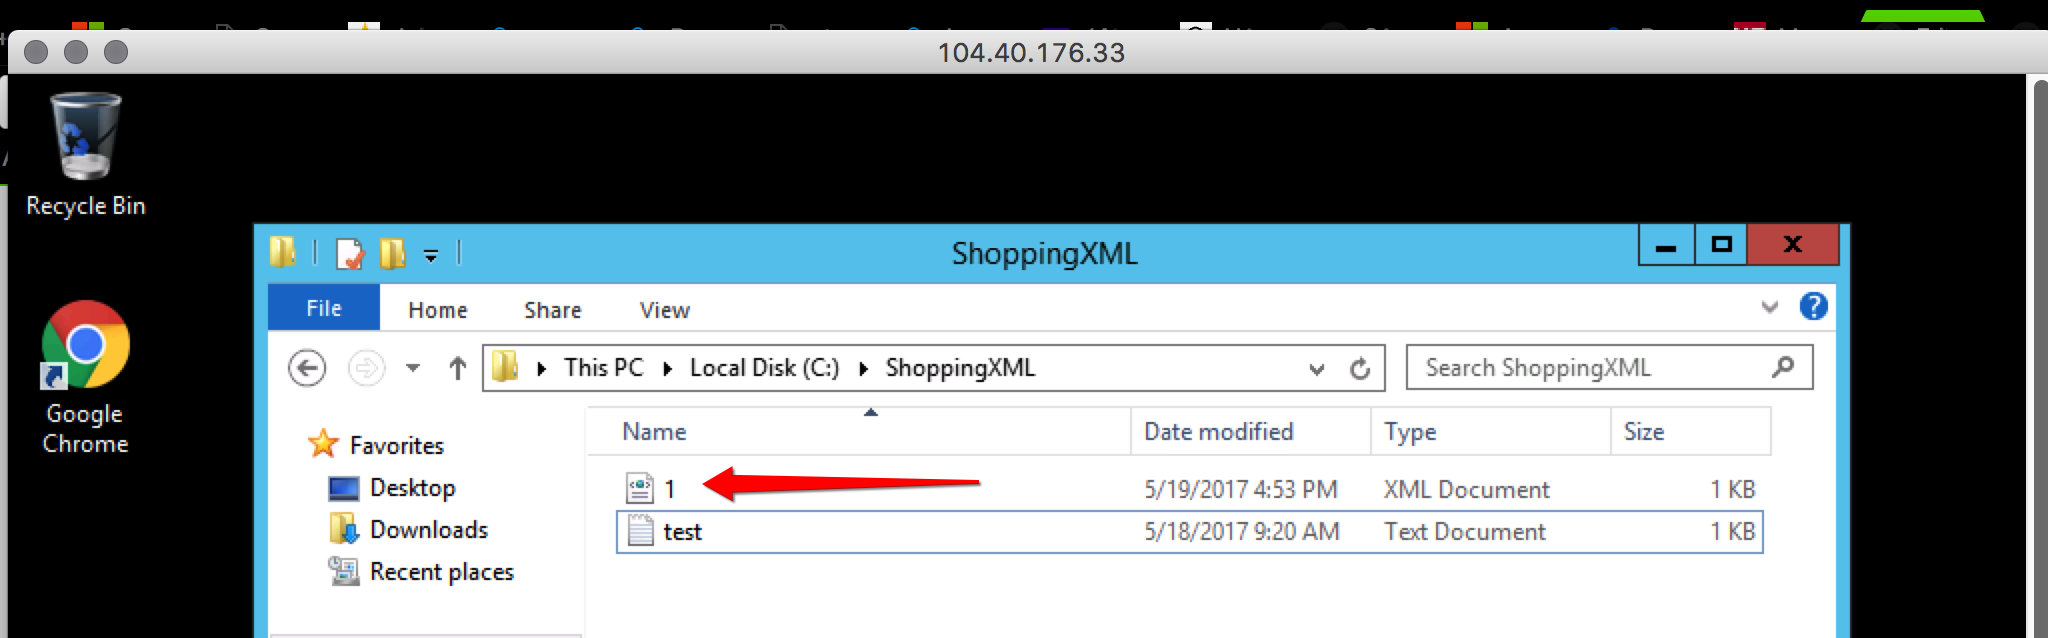 104.40.176.33
Recycle Bin
ShoppingXML
File Home Share View
This PC Local Disk (C:) ShoppingXML Search ShoppingXML
Google
Chrome
Name Date modified Type Size
Favorites
1 5/19/2017 4:53 PM XML Document 1 KB
Desktop
test 5/18/2017 9:20 AM Text Document 1 KB
Downloads
Recent places